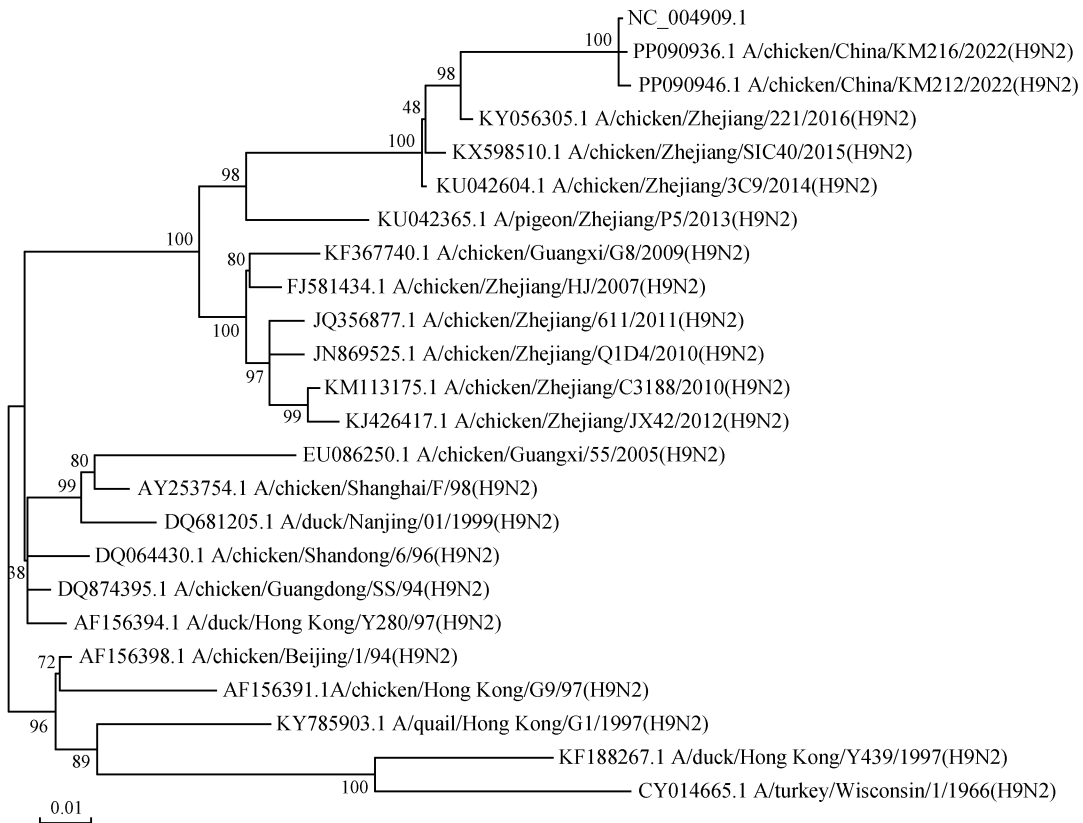 NC_004909.1
100
PP090936.1 A/chicken/China/KM216/2022(H9N2)
98
PP090946.1 A/chicken/China/KM212/2022(H9N2)
48
KY056305.1 A/chicken/Zhejiang/221/2016(H9N2)
100
KX598510.1 A/chicken/Zhejiang/SIC40/2015(H9N2)
98
KU042604.1 A/chicken/Zhejiang/3C9/2014(H9N2)
KU042365.1 A/pigeon/Zhejiang/P5/2013(H9N2)
100
80
KF367740.1 A/chicken/Guangxi/G8/2009(H9N2)
FJ581434.1 A/chicken/Zhejiang/HJ/2007(H9N2)
100
JQ356877.1 A/chicken/Zhejiang/611/2011(H9N2)
JN869525.1 A/chicken/Zhejiang/Q1D4/2010(H9N2)
97
KM113175.1 A/chicken/Zhejiang/C3188/2010(H9N2)
99
KJ426417.1 A/chicken/Zhejiang/JX42/2012(H9N2)
80
EU086250.1 A/chicken/Guangxi/55/2005(H9N2)
99
AY253754.1 A/chicken/Shanghai/F/98(H9N2)
DQ681205.1 A/duck/Nanjing/01/1999(H9N2)
DQ064430.1 A/chicken/Shandong/6/96(H9N2)
38
DQ874395.1 A/chicken/Guangdong/SS/94(H9N2)
AF156394.1 A/duck/Hong Kong/Y280/97(H9N2)
72
AF156398.1 A/chicken/Beijing/1/94(H9N2)
AF156391.1A/chicken/Hong Kong/G9/97(H9N2)
96
KY785903.1 A/quail/Hong Kong/G1/1997(H9N2)
89
KF188267.1 A/duck/Hong Kong/Y439/1997(H9N2)
100
CY014665.1 A/turkey/Wisconsin/1/1966(H9N2)
0.01